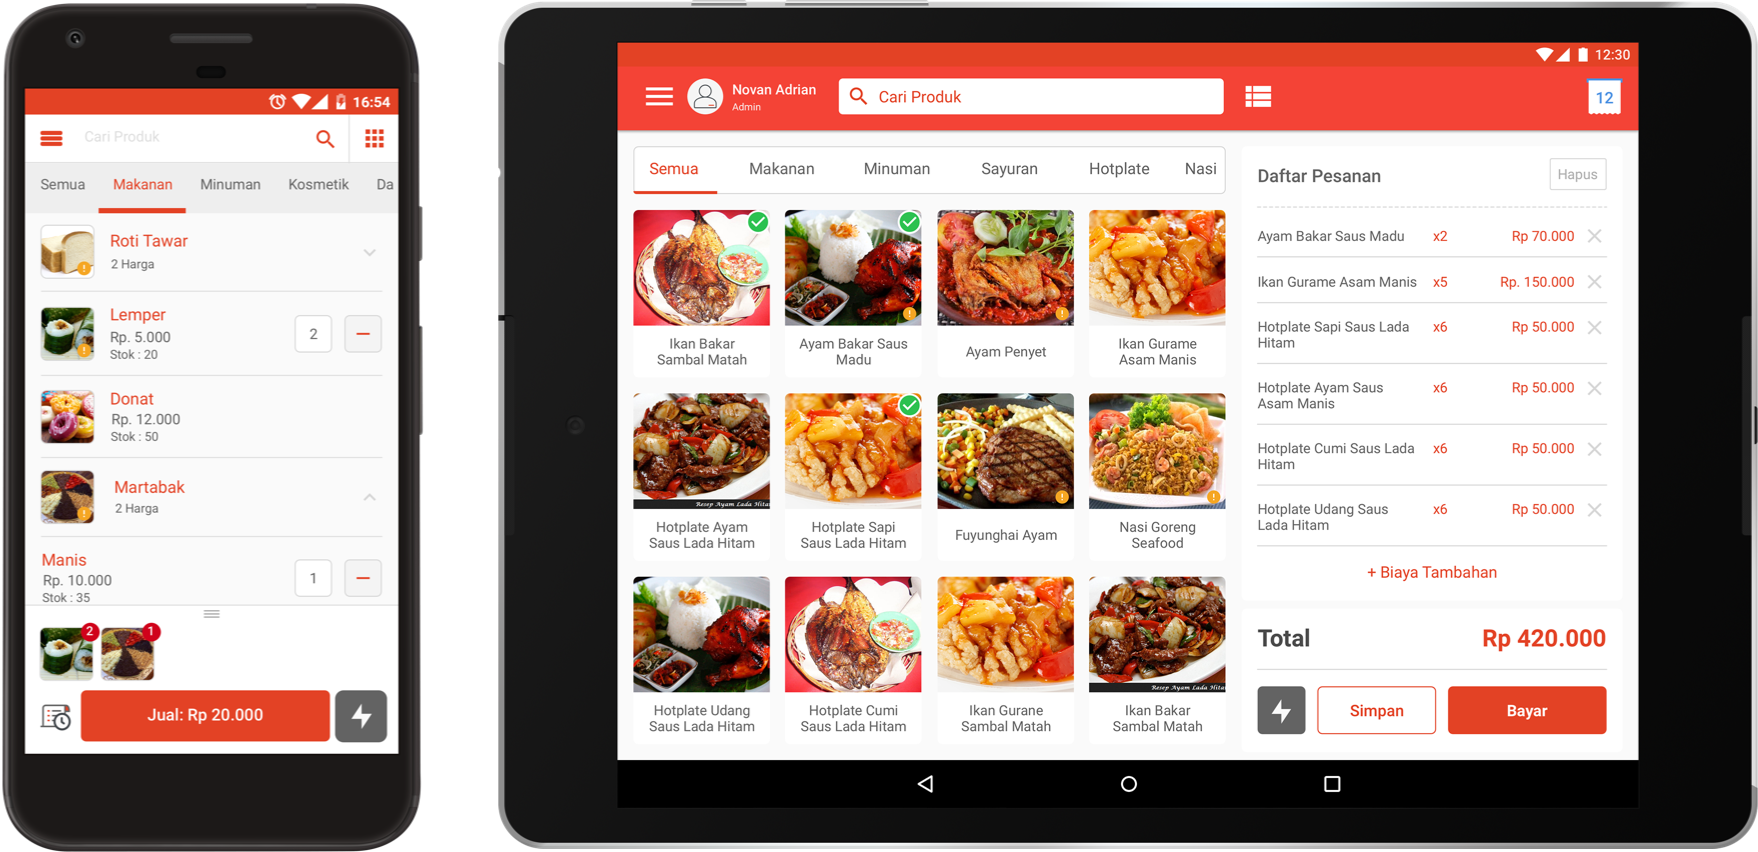 16:54
Cari Produk
Semua Makanan Minuman Kosmetik Da
Roti Tawar
2 Harga
Lemper
Rp. 5.000
Stok : 20
2
Donat
Rp. 12.000
Stok : 50
Martabak
2 Harga
Manis
Rp. 10.000
Stok : 35
1
2
1
Jual: Rp 20.000
12:30
Novan Adrian
Admin
Cari Produk
12
Semua Makanan Minuman Sayuran Hotplate Nasi
Ikan Bakar
Sambal Matah
Ayam Bakar Saus
Madu
Ayam Penyet
Ikan Gurame
Asam Manis
Resep Ayam Lada Hitam
Hotplate Ayam
Saus Lada Hitam
Hotplate Sapi
Saus Lada Hitam
Fuyunghai Ayam
Nasi Goreng
Seafood
Hotplate Udang
Saus Lada Hitam
Hotplate Cumi
Saus Lada Hitam
Ikan Gurane
Sambal Matah
Resep Ayam Lada Hita
Ikan Bakar
Sambal Matah
Daftar Pesanan
Hapus
Ayam Bakar Saus Madu x2 Rp 70.000
Ikan Gurame Asam Manis x5 Rp. 150.000
Hotplate Sapi Saus Lada x6 Rp 50.000
Hitam
Hotplate Ayam Saus x6 Rp 50.000
Asam Manis
Hotplate Cumi Saus Lada x6 Rp 50.000
Hitam
Hotplate Udang Saus x6 Rp 50.000
Lada Hitam
+ Biaya Tambahan
Total Rp 420.000
Simpan
Bayar